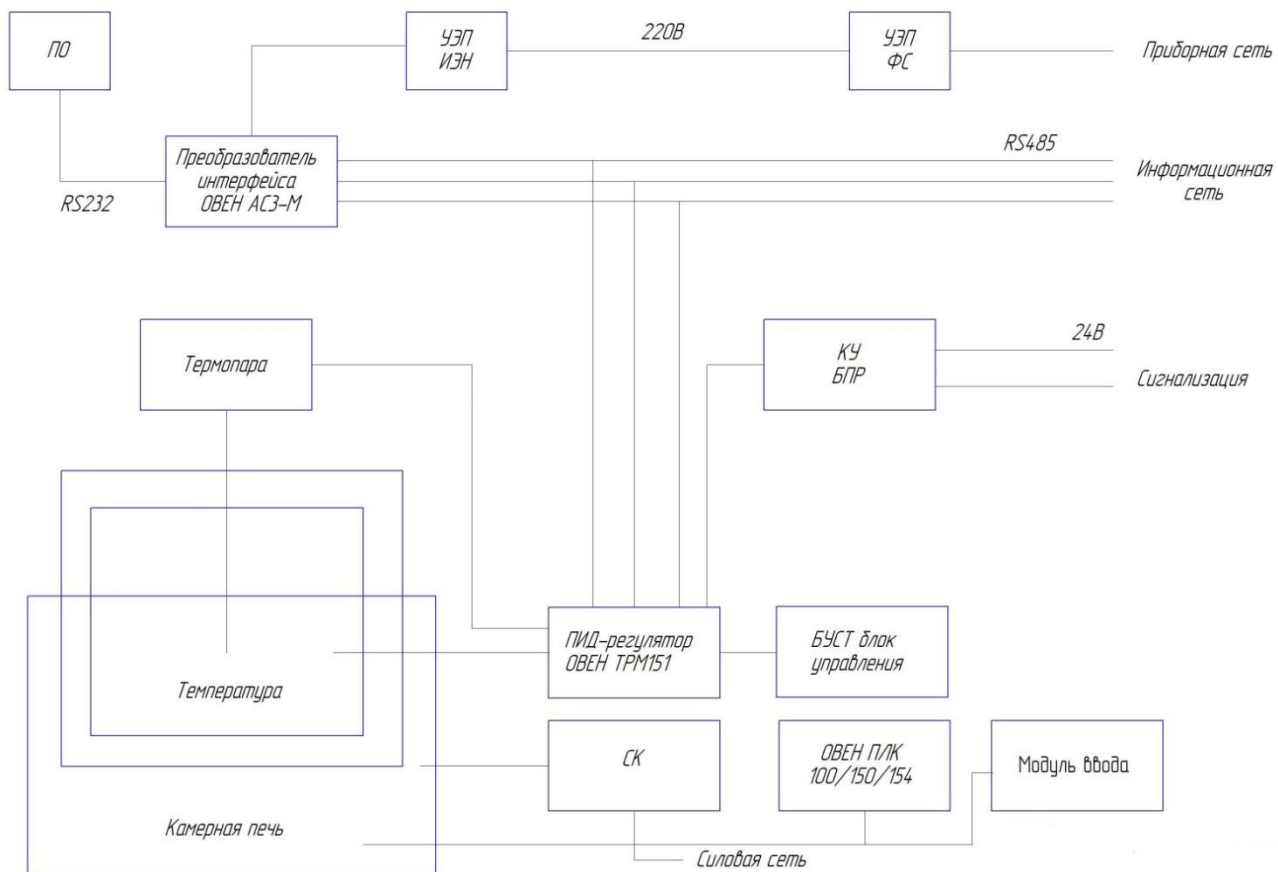 ПО
УЗП
ИЭН
220В
УЗП
ФС
Приборная сеть
Преобразователь
интерфейса
ОВЕН АС3-М
RS232
RS485
Информационная
сеть
Термопара
КУ
БПР
24В
Сигнализация
Температура
ПИД-регулятор
ОВЕН ТРМ151
БУСТ блок
управления
Камерная печь
СК
ОВЕН ПЛК
100/150/154
Модуль ввода
Силовая сеть